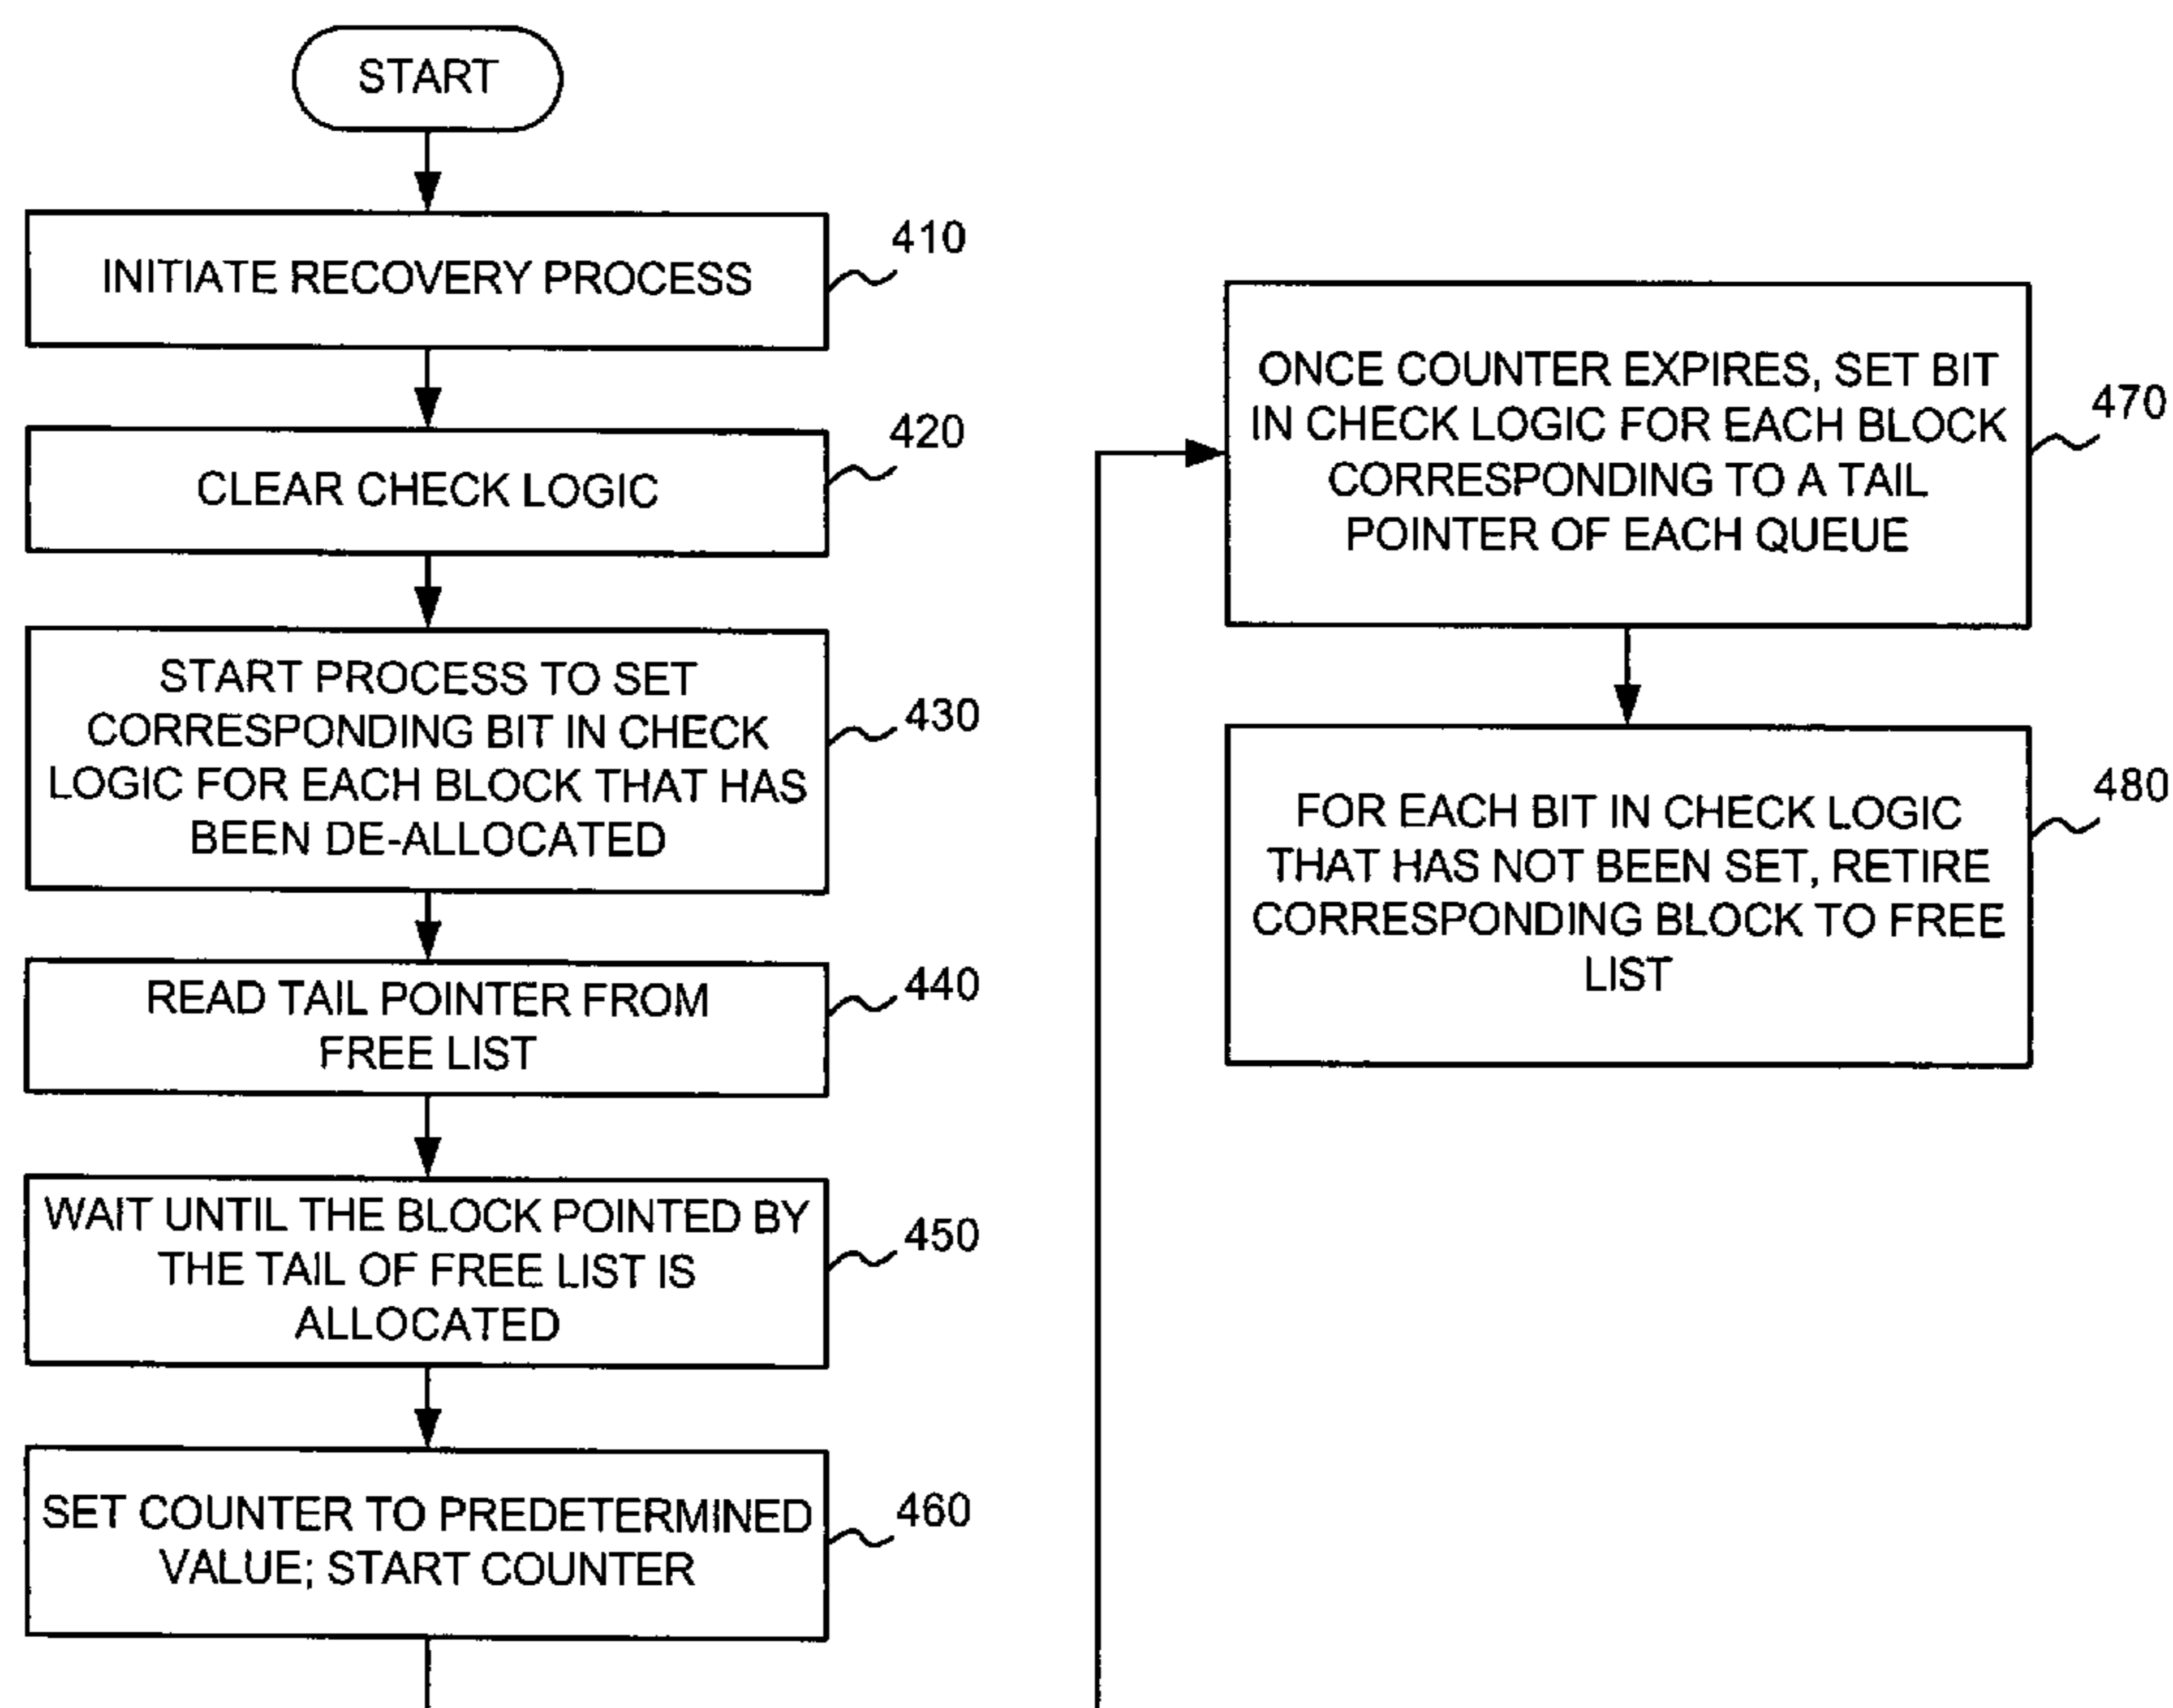 START
INITIATE RECOVERY PROCESS
410
CLEAR CHECK LOGIC
420
START PROCESS TO SET
CORRESPONDING BIT IN CHECK
LOGIC FOR EACH BLOCK THAT HAS
BEEN DE-ALLOCATED
430
READ TAIL POINTER FROM
FREE LIST
440
WAIT UNTIL THE BLOCK POINTED BY
THE TAIL OF FREE LIST IS
ALLOCATED
450
SET COUNTER TO PREDETERMINED
VALUE; START COUNTER
460
ONCE COUNTER EXPIRES, SET BIT
IN CHECK LOGIC FOR EACH BLOCK
CORRESPONDING TO A TAIL
POINTER OF EACH QUEUE
470
FOR EACH BIT IN CHECK LOGIC
THAT HAS NOT BEEN SET, RETIRE
CORRESPONDING BLOCK TO FREE
LIST
480